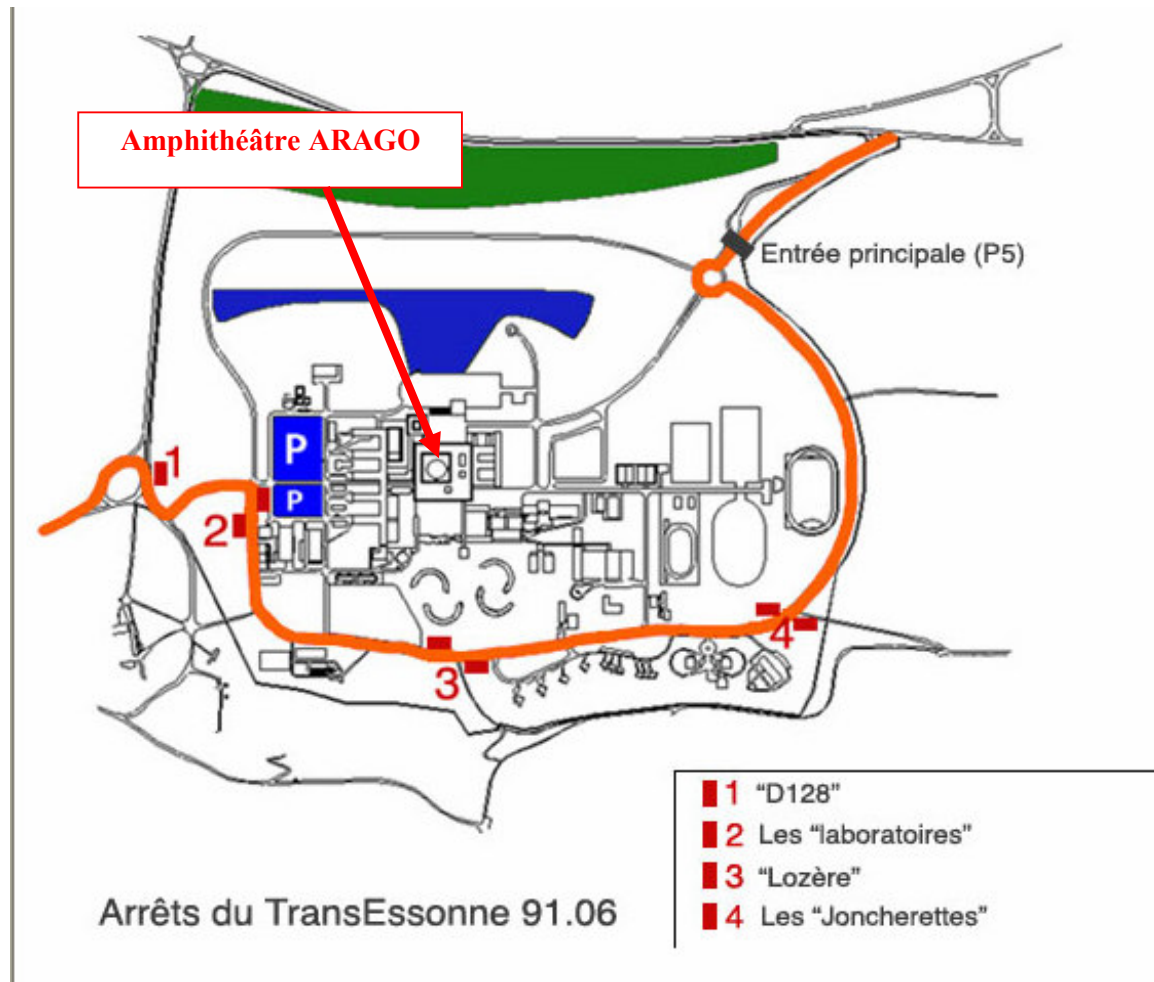 Amphithéâtre ARAGO
Entrée principale (P5)
P
1
P
2
4
3
1 “D128”
2 Les “laboratoires”
3 “Lozère”
4 Les “Joncherettes”
Arrêts du TransEssonne 91.06